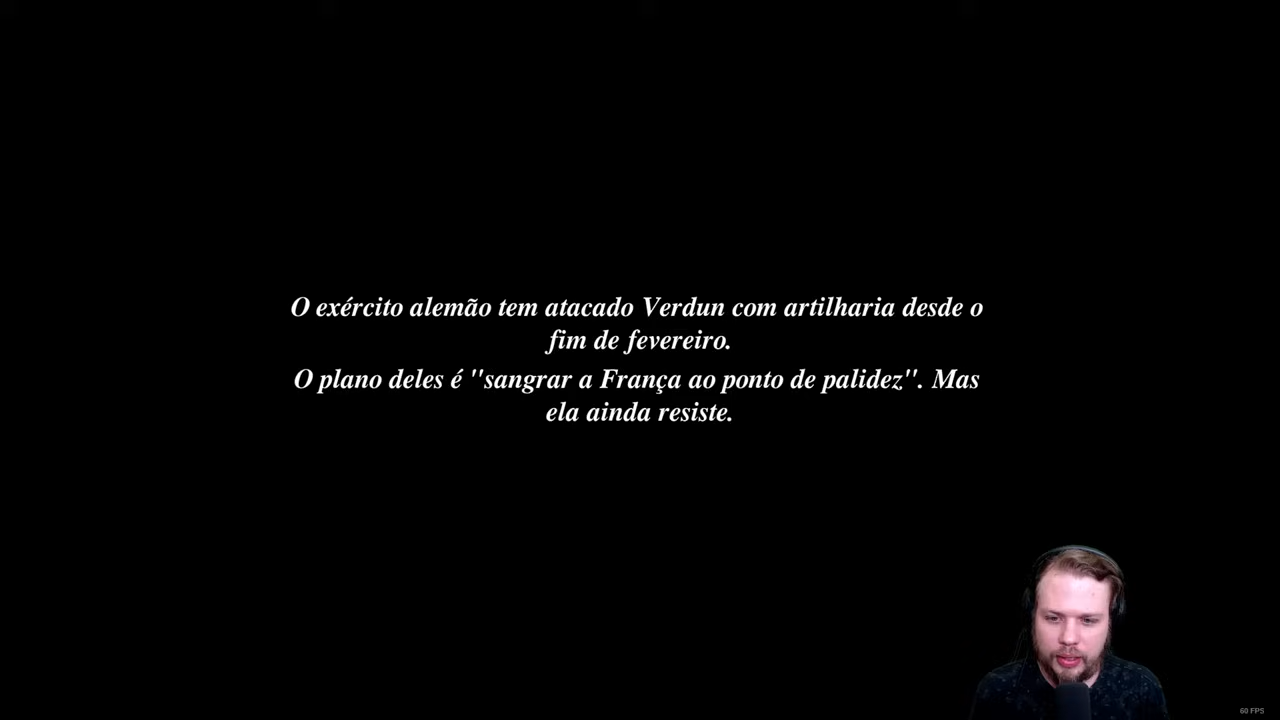 O exército alemão tem atacado Verdun com artilharia desde o
fim de fevereiro.
O plano deles é "sangrar a França ao ponto de palidez". Mas
ela ainda resiste.
60 FPS